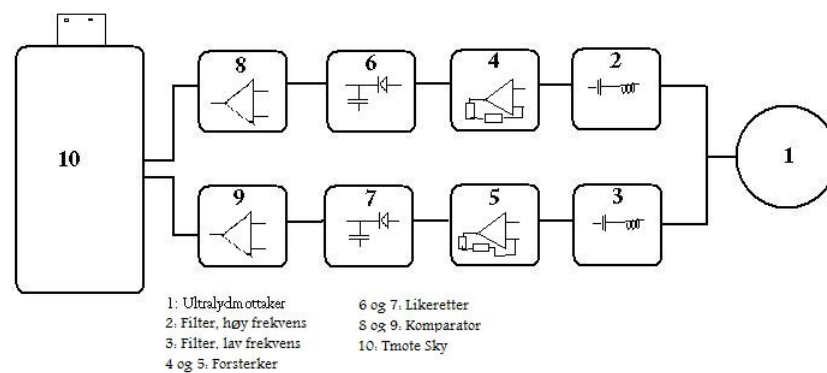 8
6
4
2
10
1
9
7
5
3
1: Ultralydmottaker
2: Filter, høy frekvens
3: Filter, lav frekvens
4 og 5: Forsterker
6 og 7: Likeretter
8 og 9: Komparator
10: Tmote Sky